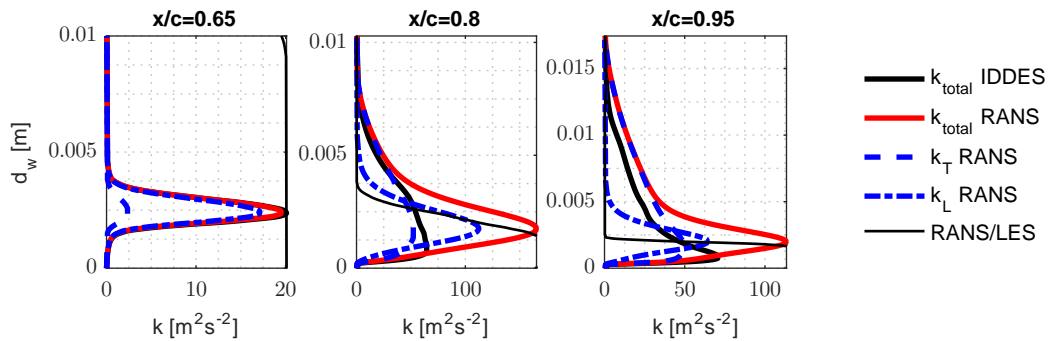 x/c=0.65
x/c=0.8
x/c=0.95
0.01
0.005
0
d_w [m]
0 10 20
k [m²s⁻²]
0.01
0.005
0
0 100
k [m²s⁻²]
0.015
0.01
0.005
0
0 50 100
k [m²s⁻²]
k_total IDDES
k_total RANS
k_T RANS
k_L RANS
RANS/LES